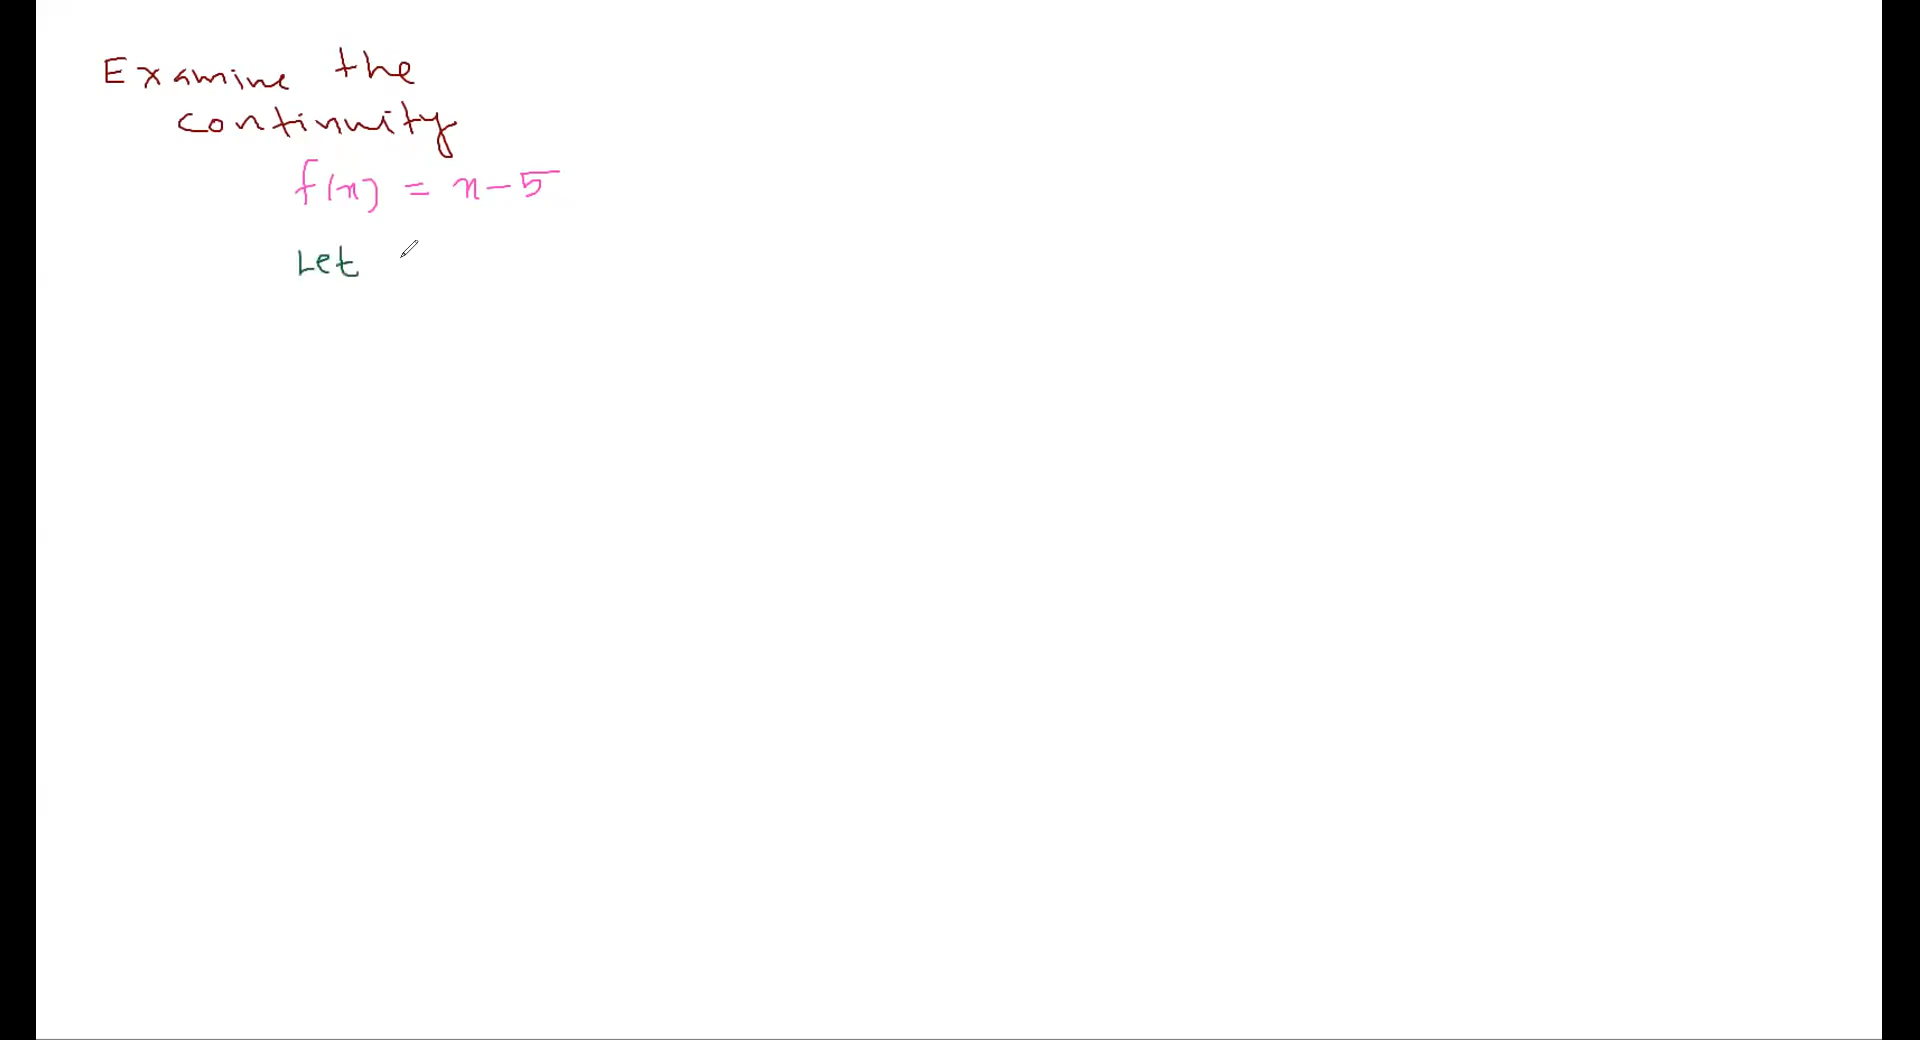 Examine the
continuity
f(x) = x - 5
Let